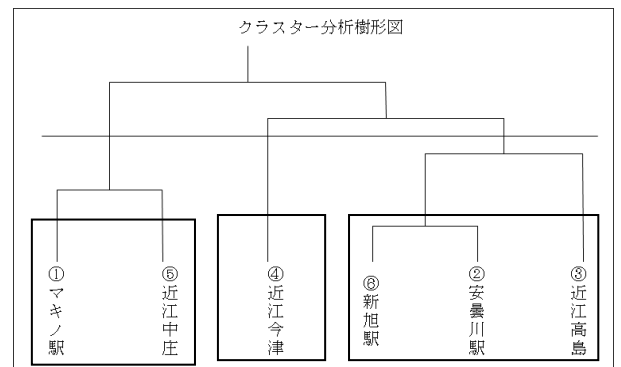 クラスター分析樹形図
①マキノ駅
⑤近江中庄
④近江今津
⑥新旭駅
②安曇川駅
③近江高島